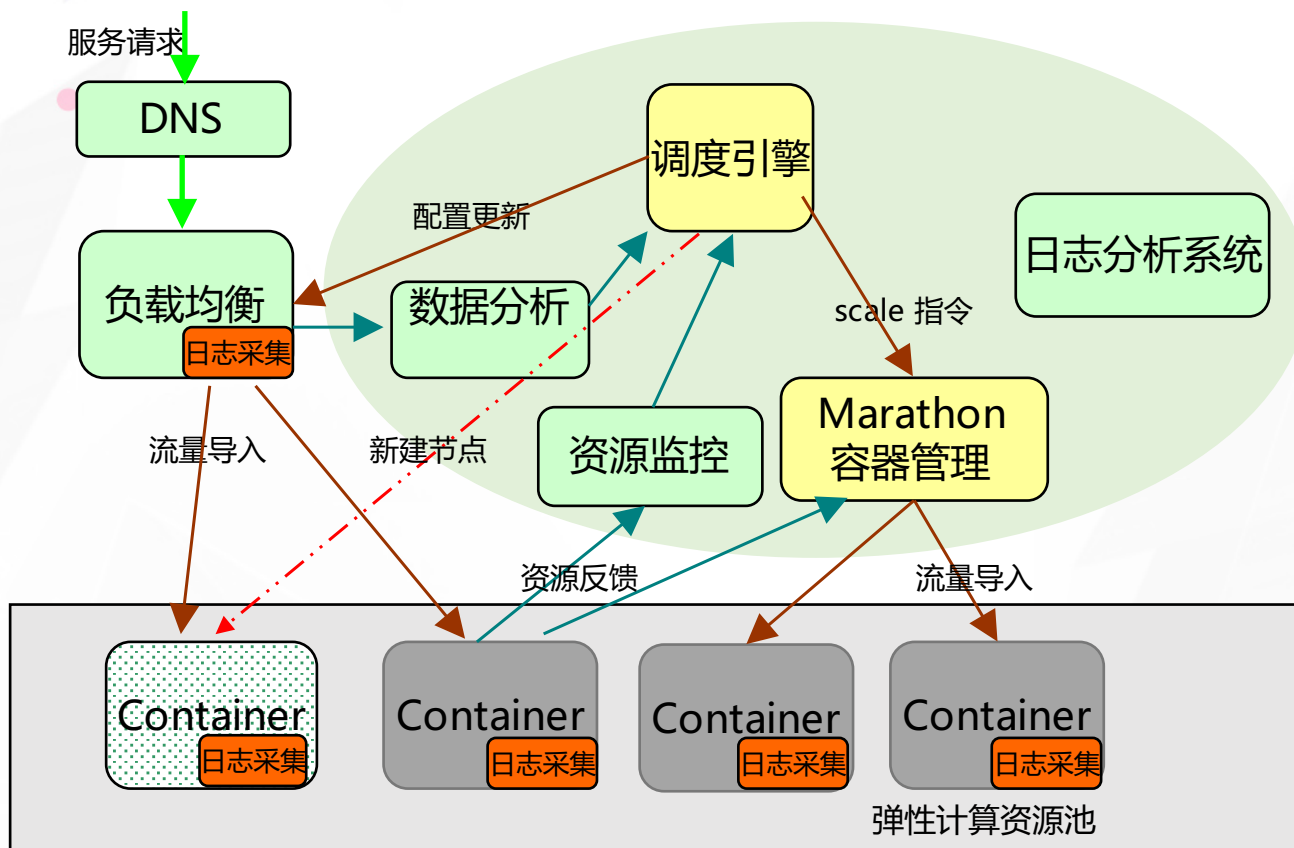 服务请求
DNS
调度引擎
配置更新
日志分析系统
负载均衡
日志采集
数据分析
scale 指令
Marathon
容器管理
流量导入
新建节点
资源监控
资源反馈
流量导入
Container
日志采集
Container
日志采集
Container
日志采集
Container
日志采集
弹性计算资源池